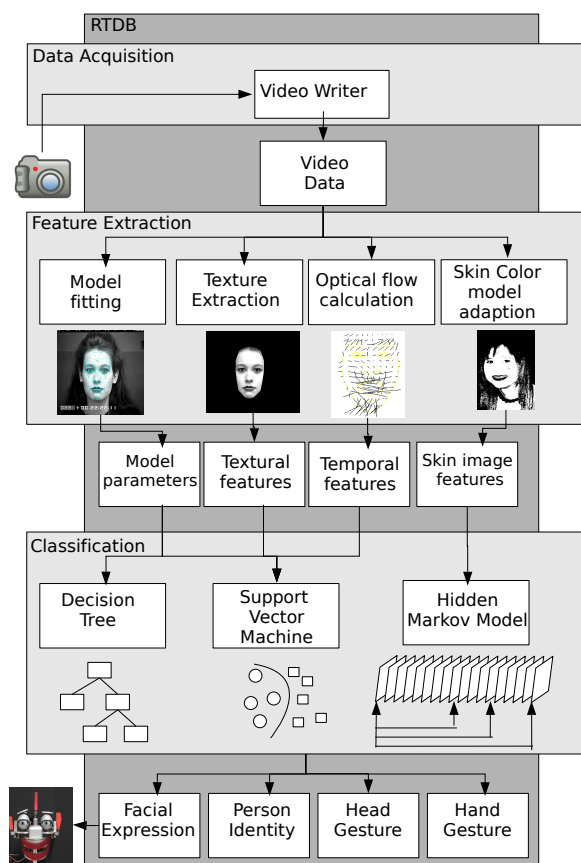 RTDB
Data Acquisition
Video Writer
Video
Data
Feature Extraction
Model
fitting
Texture
Extraction
Optical flow
calculation
Skin Color
model
adaption
Model
parameters
Textural
features
Temporal
features
Skin image
features
Classification
Decision
Tree
Support
Vector
Machine
Hidden
Markov Model
Facial
Expression
Person
Identity
Head
Gesture
Hand
Gesture